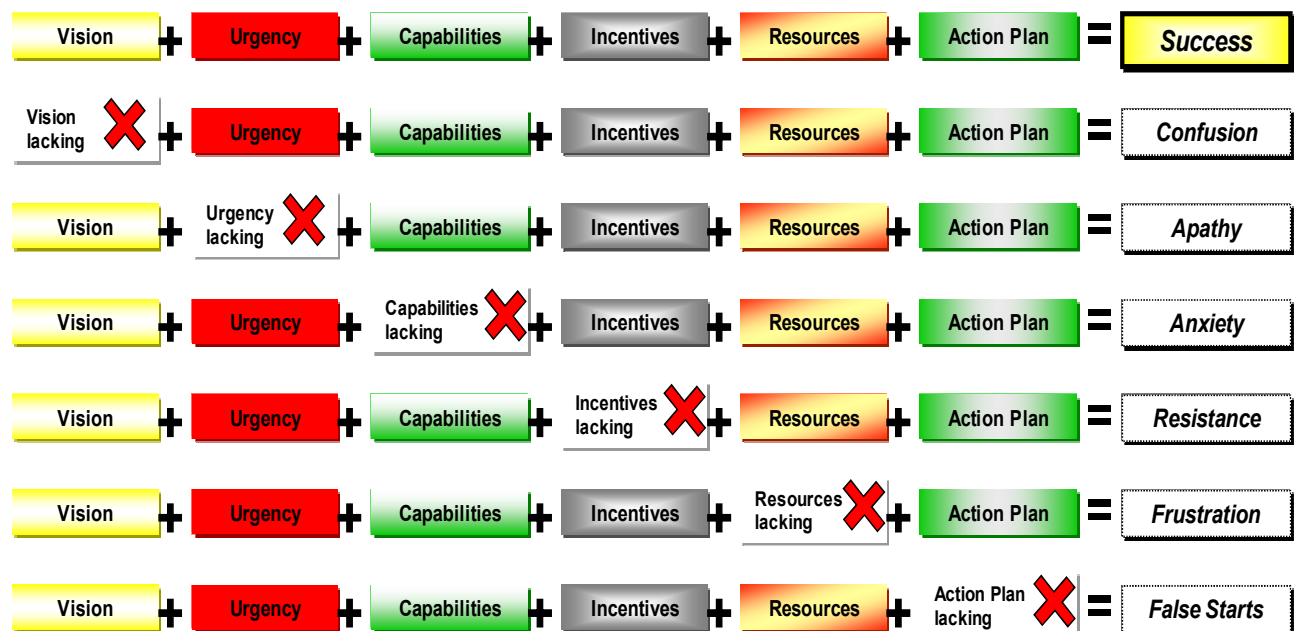 Vision + Urgency + Capabilities + Incentives + Resources + Action Plan = Success
Vision
lacking + Urgency + Capabilities + Incentives + Resources + Action Plan = Confusion
Vision + Urgency
lacking + Capabilities + Incentives + Resources + Action Plan = Apathy
Vision + Urgency + Capabilities
lacking + Incentives + Resources + Action Plan = Anxiety
Vision + Urgency + Capabilities + Incentives
lacking + Resources + Action Plan = Resistance
Vision + Urgency + Capabilities + Incentives + Resources
lacking + Action Plan = Frustration
Vision + Urgency + Capabilities + Incentives + Resources + Action Plan
lacking = False Starts